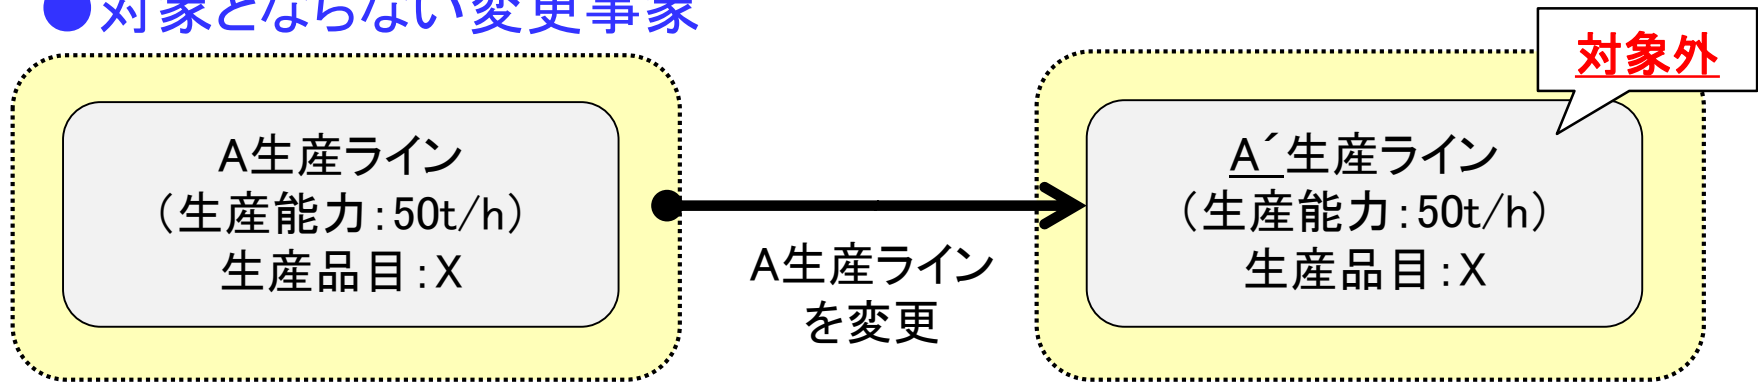 ●対象とならない変更事象
対象外
A生産ライン
（生産能力：50t/h）
生産品目：X
A生産ライン
を変更
A´生産ライン
（生産能力：50t/h）
生産品目：X